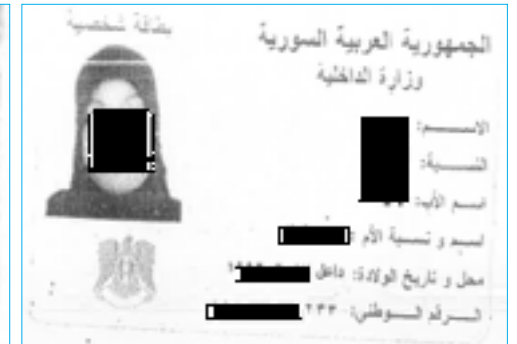 بطاقة شخصية
الجمهورية العربية السورية
وزارة الداخلية
الاسم:
النسبة:
اسم الأب:
اسم و نسبة الأم:
محل و تاريخ الولادة: داعل
الرقم الوطني: ٢٣٣